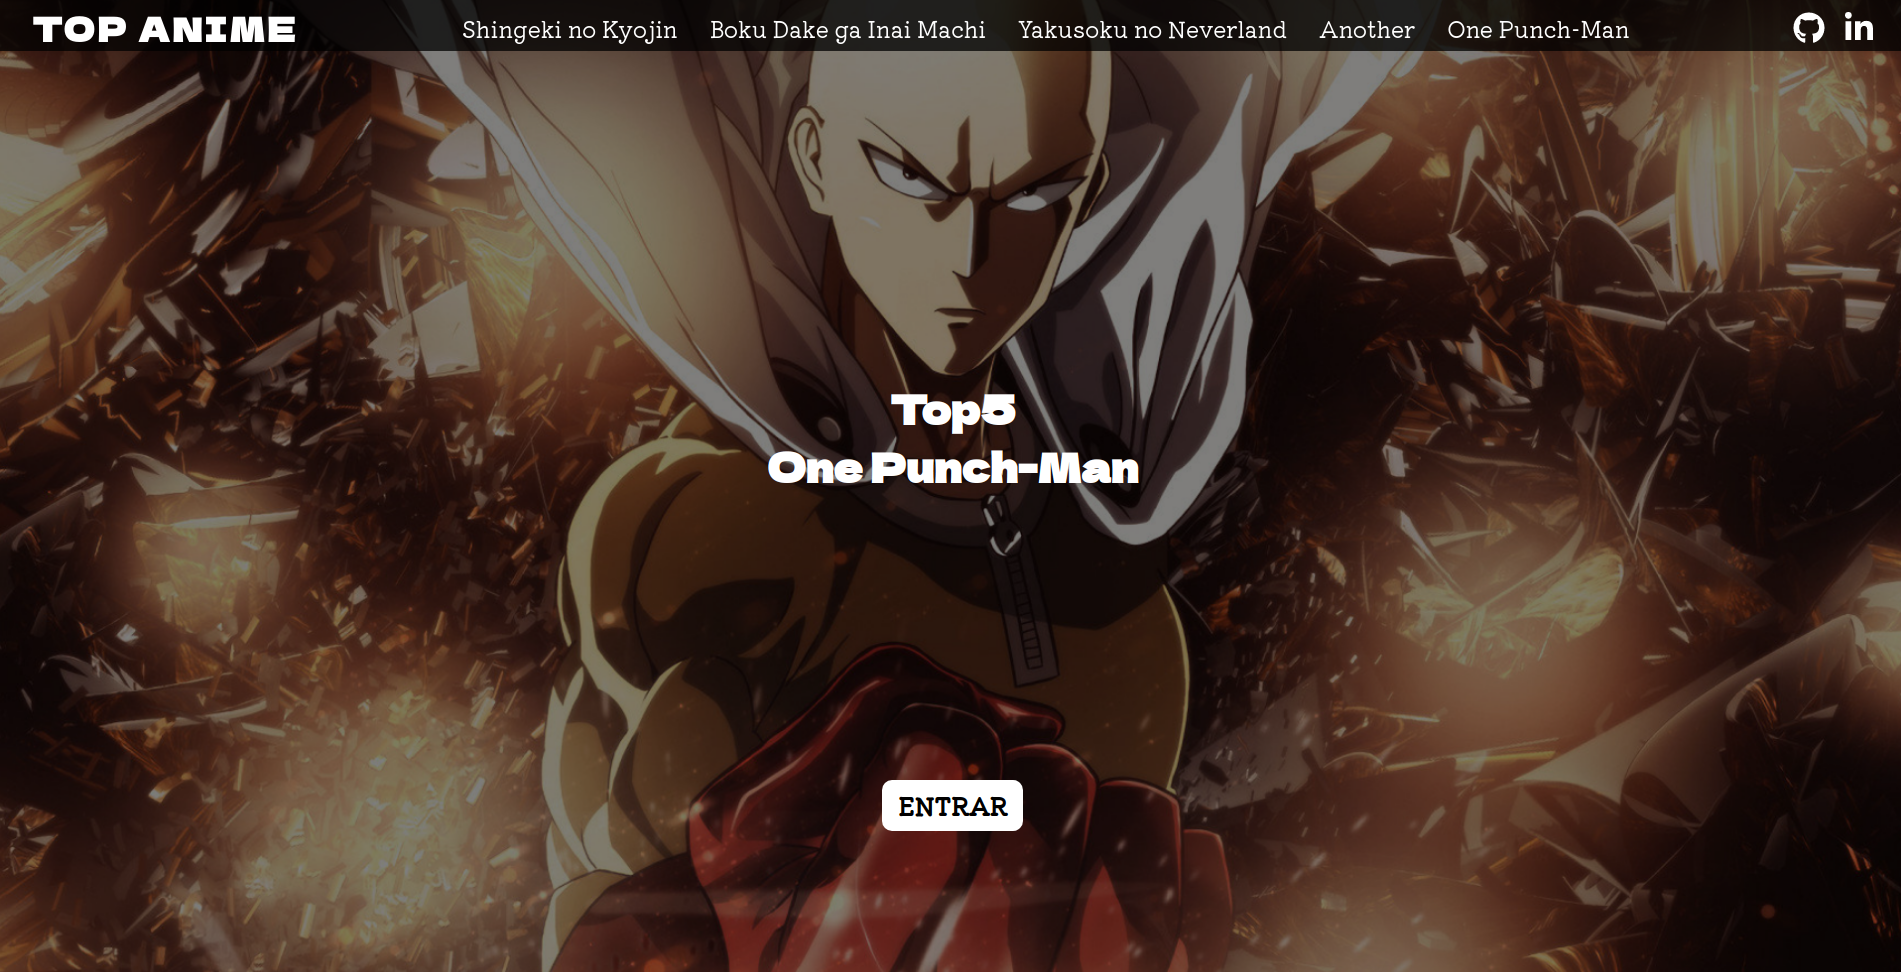 TOP ANIME
Shingeki no Kyojin
Boku Dake ga Inai Machi
Yakusoku no Neverland
Another
One Punch-Man
in
Top5
One Punch-Man
ENTRAR